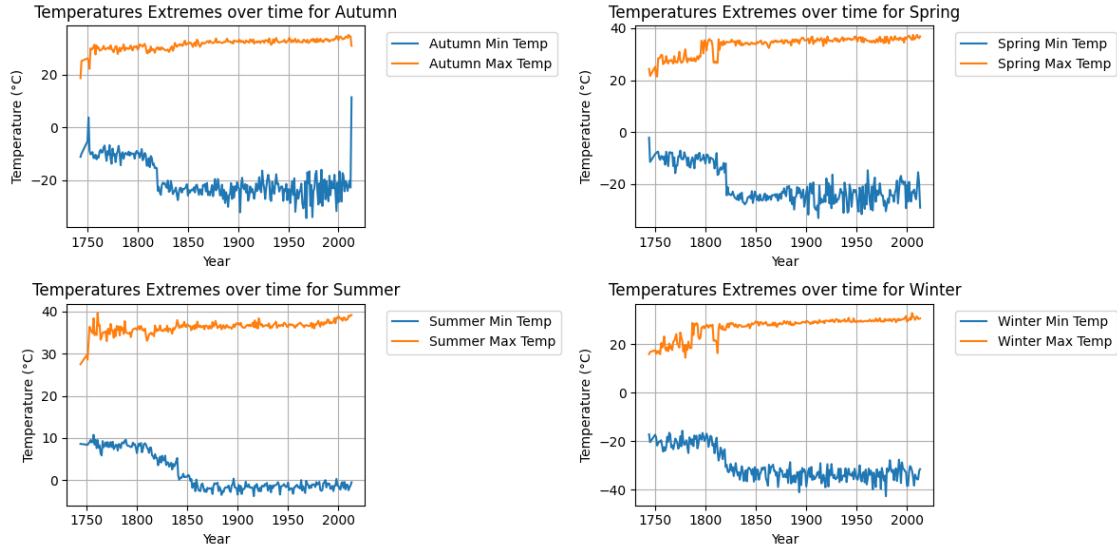 Temperatures Extremes over time for Autumn
Temperature (°C)
20
0
−20
1750 1800 1850 1900 1950 2000
Year
Autumn Min Temp
Autumn Max Temp
Temperatures Extremes over time for Spring
Temperature (°C)
40
20
0
−20
1750 1800 1850 1900 1950 2000
Year
Spring Min Temp
Spring Max Temp
Temperatures Extremes over time for Summer
Temperature (°C)
40
30
20
10
0
1750 1800 1850 1900 1950 2000
Year
Summer Min Temp
Summer Max Temp
Temperatures Extremes over time for Winter
Temperature (°C)
20
0
−20
−40
1750 1800 1850 1900 1950 2000
Year
Winter Min Temp
Winter Max Temp